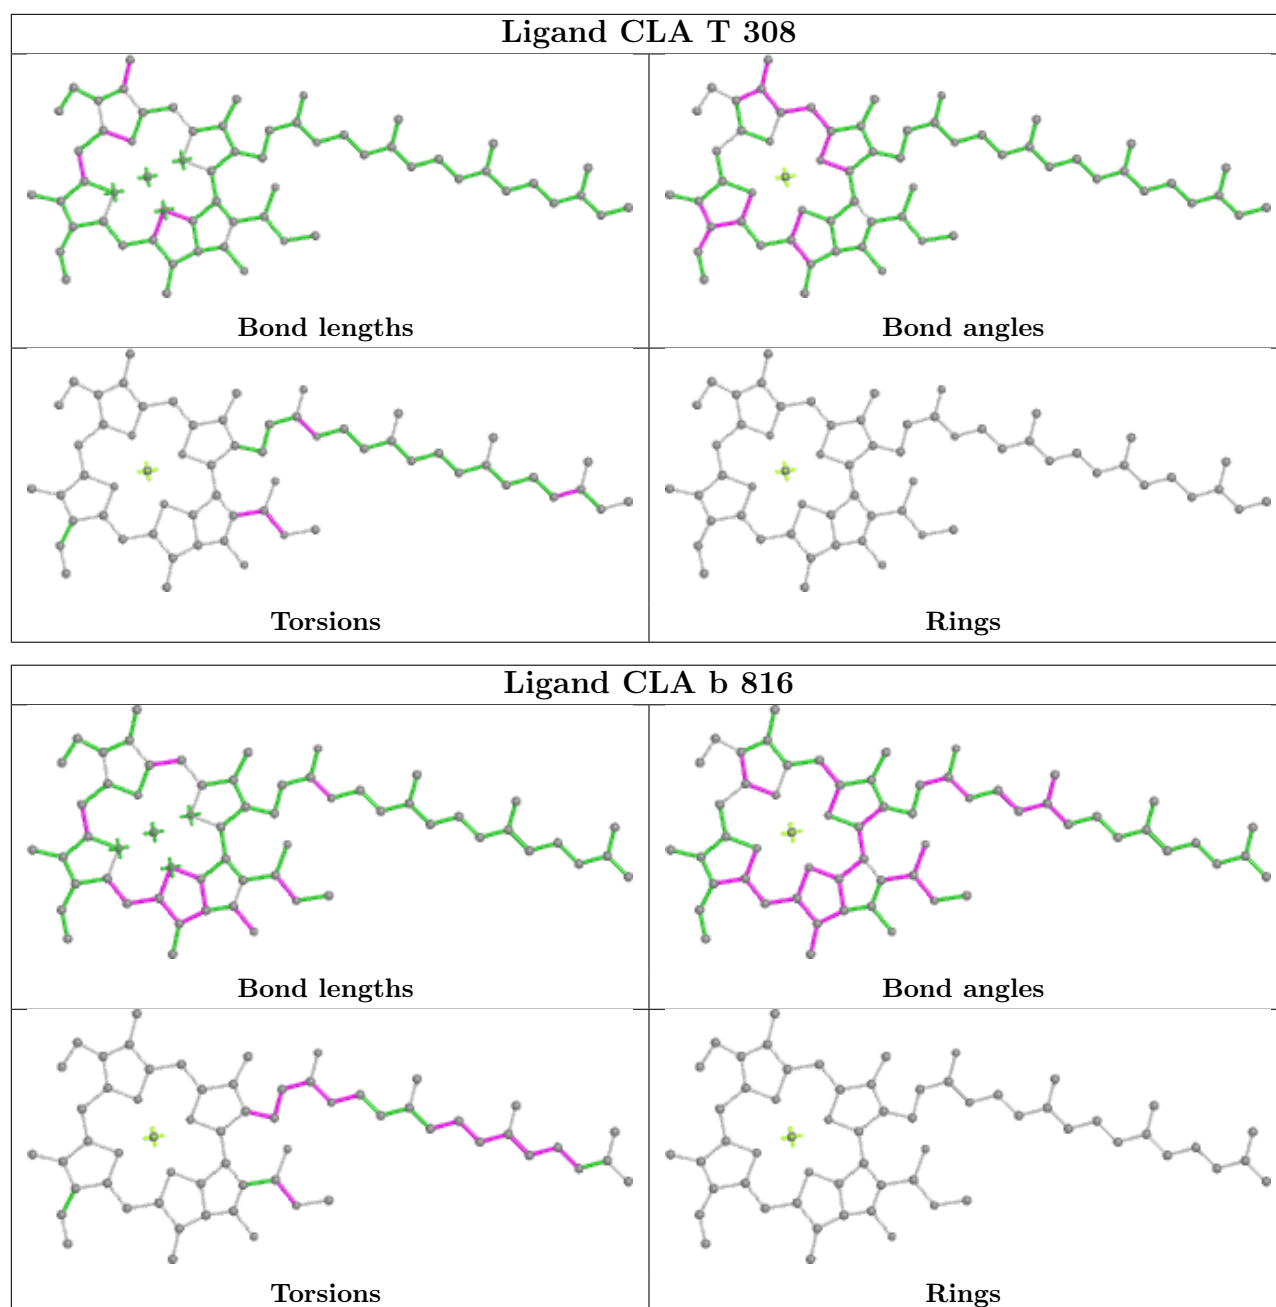 Ligand CLA T 308
Bond lengths
Bond angles
Torsions
Rings
Ligand CLA b 816
Bond lengths
Bond angles
Torsions
Rings